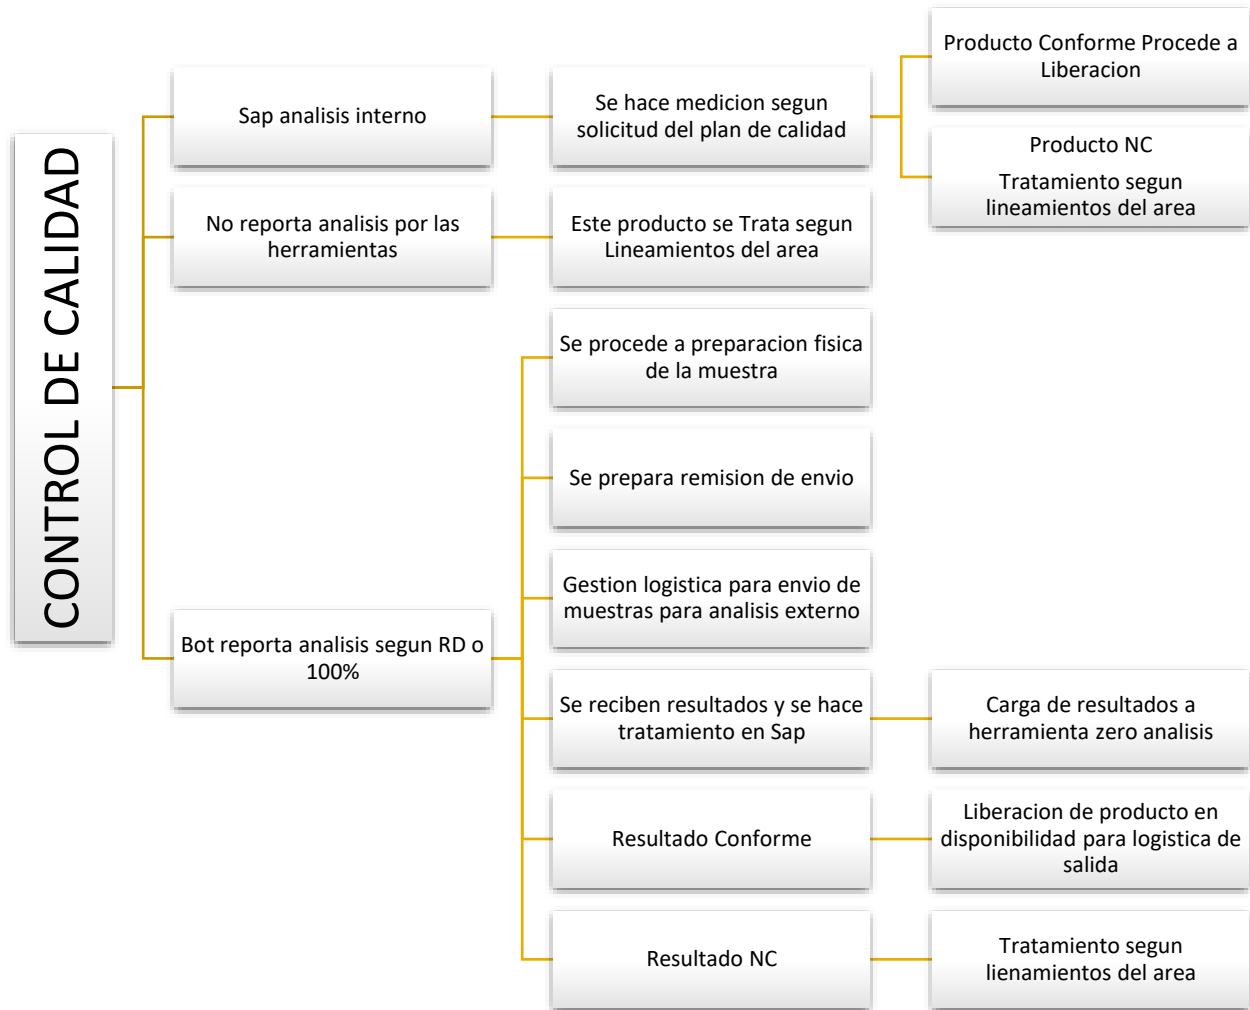 CONTROL DE CALIDAD
Sap analisis interno
Se hace medicion segun
solicitud del plan de calidad
Producto Conforme Procede a
Liberacion
Producto NC
Tratamiento segun
lineamientos del area
No reporta analisis por las
herramientas
Este producto se Trata segun
Lineamientos del area
Bot reporta analisis segun RD o
100%
Se procede a preparacion fisica
de la muestra
Se prepara remision de envio
Gestion logistica para envio de
muestras para analisis externo
Se reciben resultados y se hace
tratamiento en Sap
Carga de resultados a
herramienta zero analisis
Resultado Conforme
Liberacion de producto en
disponibilidad para logistica de
salida
Resultado NC
Tratamiento segun
lienamientos del area